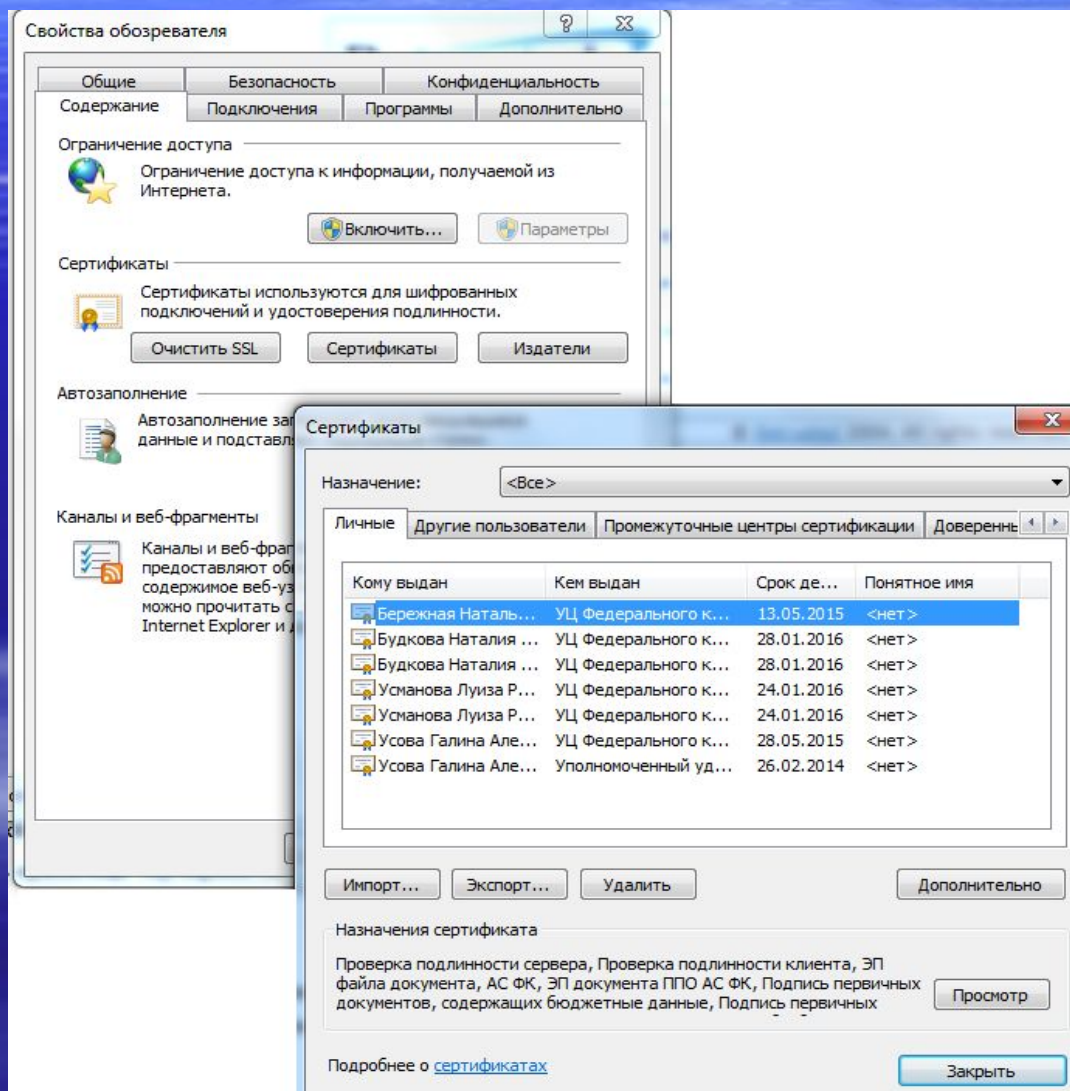 Свойства обозревателя
Общие Безопасность Конфиденциальность
Содержание Подключения Программы Дополнительно
Ограничение доступа
Ограничение доступа к информации, получаемой из
Интернета.
Включить... Параметры
Сертификаты
Сертификаты используются для шифрованных
подключений и удостоверения подлинности.
Очистить SSL Сертификаты Издатели
Автозаполнение
Автозаполнение
данные и
Каналы и веб-фрагменты
Каналы и
предоставляют
содержимое
можно прочитать
Internet Explorer и
Сертификаты
Назначение: <Все>
Личные Другие пользователи Промежуточные центры сертификации
Кому выдан Кем выдан Срок де... Понятное имя
Бережная Наталь... УЦ Федерального к... 13.05.2015 <нет>
Будкова Наталия ... УЦ Федерального к... 28.01.2016 <нет>
Будкова Наталия ... УЦ Федерального к... 28.01.2016 <нет>
Усманова Луиза Р... УЦ Федерального к... 24.01.2016 <нет>
Усманова Луиза Р... УЦ Федерального к... 24.01.2016 <нет>
Усова Галина Але... УЦ Федерального к... 28.05.2015 <нет>
Усова Галина Але... Уполномоченный уд... 26.02.2014 <нет>
Импорт... Экспорт... Удалить Дополнительно
Назначения сертификата
Проверка подлинности сервера, Проверка подлинности клиента, ЭП
файла документа, АС ФК, ЭП документа ППО АС ФК, Подпись первичных
документов, содержащих бюджетные данные, Подпись первичных
Просмотр
Подробнее о сертификатах
Закрыть